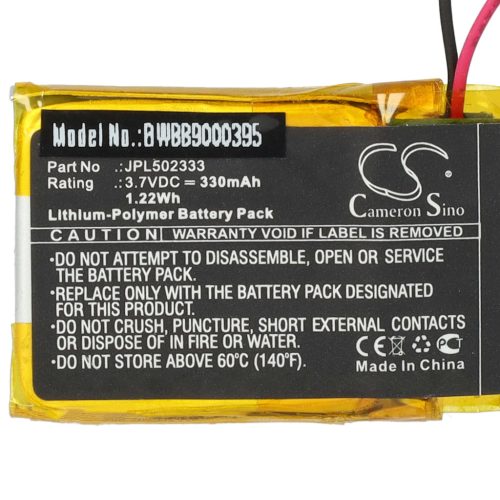 Model No.:BWBB9000395
Part No : JPL502333
Rating : 3.7VDC ⎓ 330mAh
1.22Wh
Lithium-Polymer Battery Pack
CS
Cameron Sino
CAUTION WARRANTY VOID IF LABEL IS REMOVED
•DO NOT ATTEMPT TO DISASSEMBLE, OPEN OR SERVICE
BATTERY PACK.
•REPLACE ONLY WITH THE BATTERY PACK DESIGNATED
FOR THIS PRODUCT.
•DO NOT CRUSH, PUNCTURE, SHORT EXTERNAL CONTACTS
OR DISPOSE IN FIRE OR WATER.
•DO NOT STORE ABOVE 60°C (140°F).
CE FC PC
Made In China